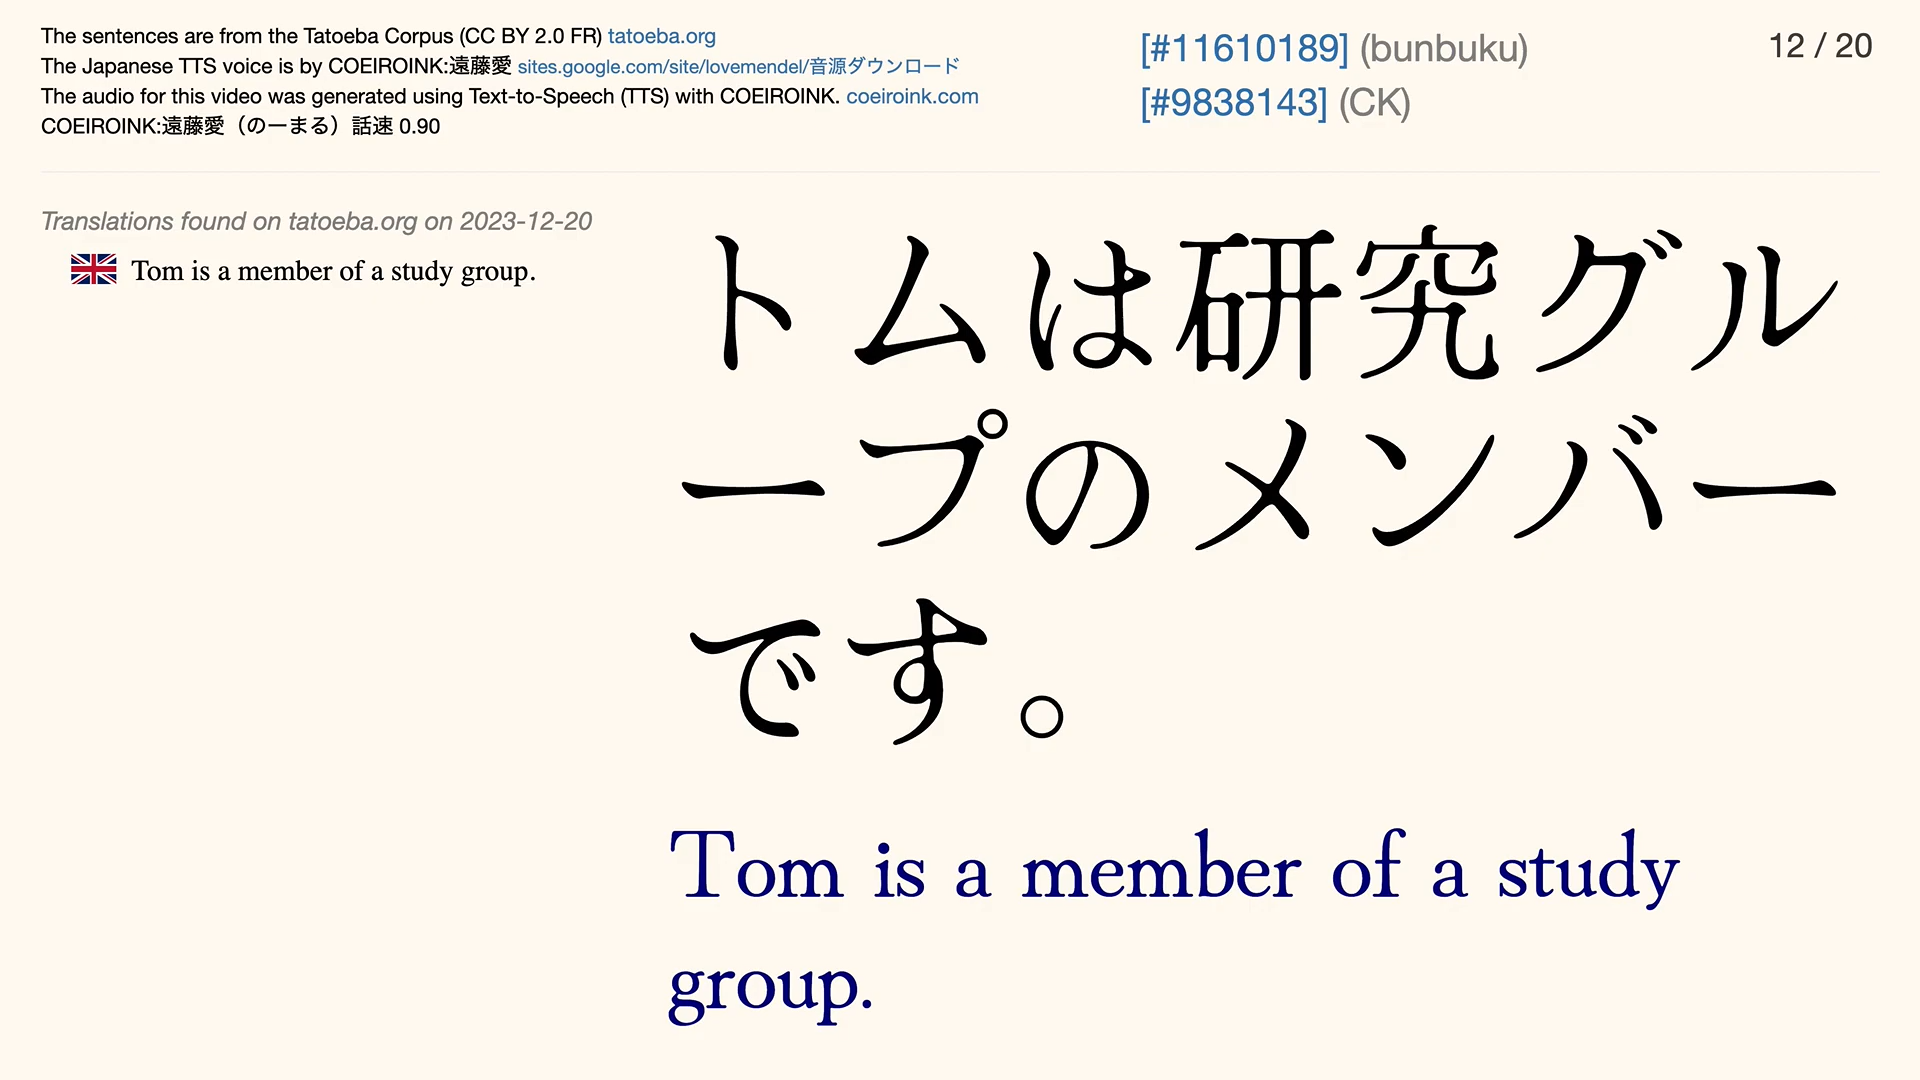 The sentences are from the Tatoeba Corpus (CC BY 2.0 FR) tatoeba.org
The Japanese TTS voice is by COEIROINK:遠藤愛 sites.google.com/site/lovemendel/音源ダウンロード
The audio for this video was generated using Text-to-Speech (TTS) with COEIROINK. coeiroink.com
COEIROINK:遠藤愛（のーまる）話速 0.90
[#11610189] (bunbuku)
[#9838143] (CK)
12 / 20
Translations found on tatoeba.org on 2023-12-20
Tom is a member of a study group.
トムは研究グル
ープのメンバー
です。
Tom is a member of a study
group.